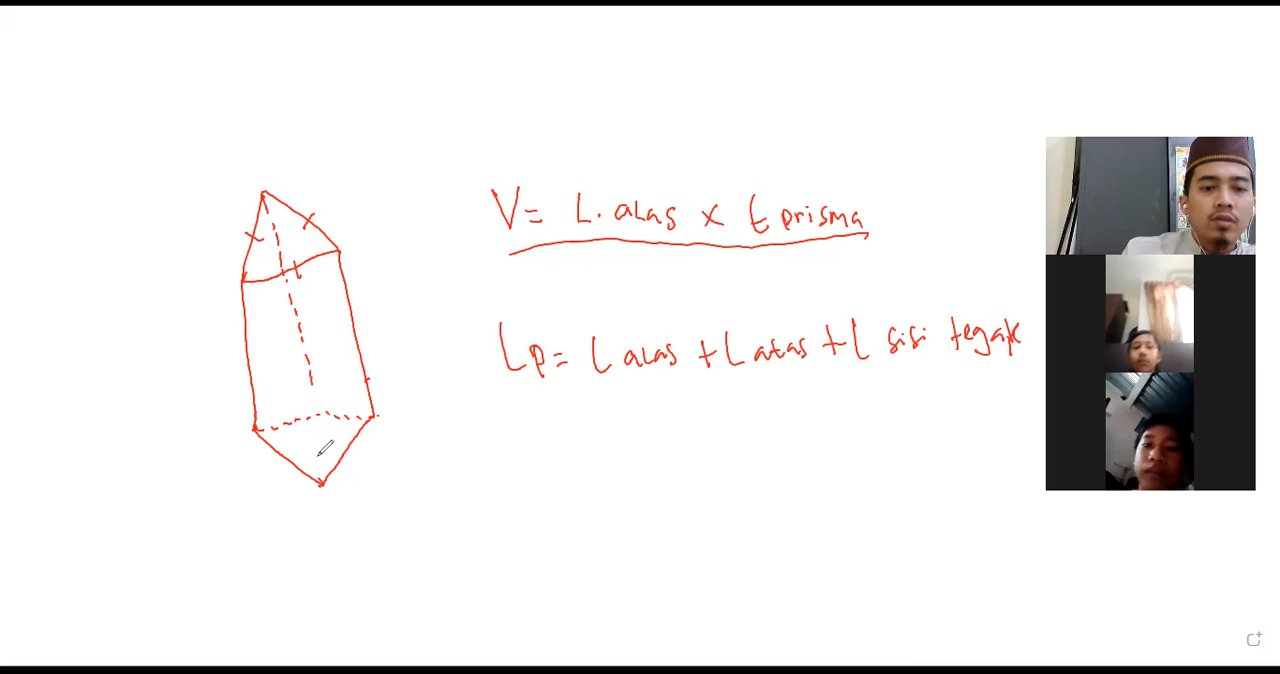 V = L. alas x t prisma
Lp = L alas + L atas + L sisi tegak